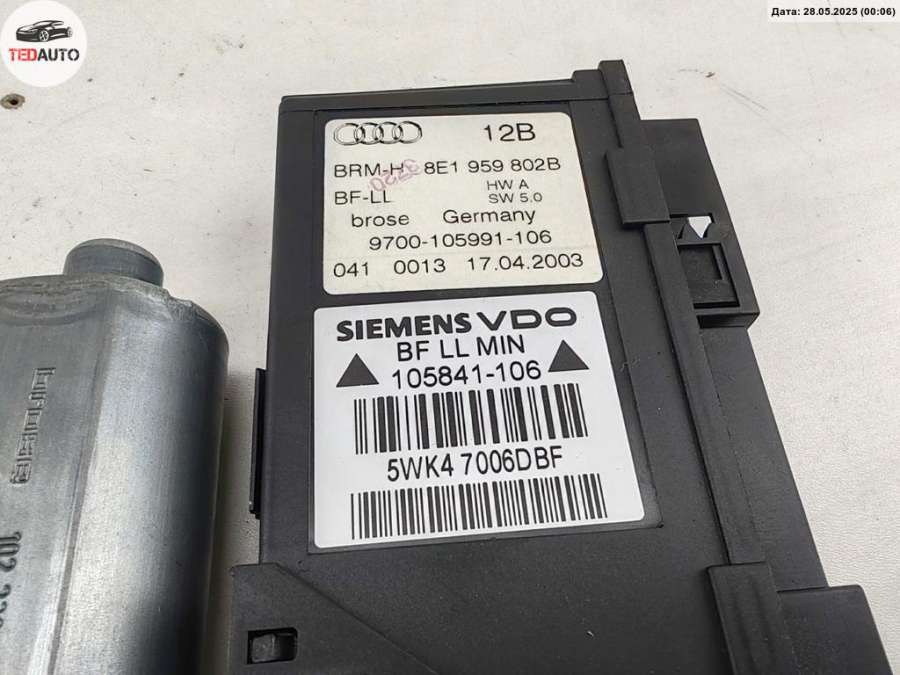 Дата: 28.05.2025 (00:06)
TEDAUTO
12B
BRM-H 8E1 959 802B
BF-LL HW A
SW 5.0
brose Germany
9700-105991-106
041 0013 17.04.2003
SIEMENS VDO
BF LL MIN
105841-106
5WK4 7006DBF
brose